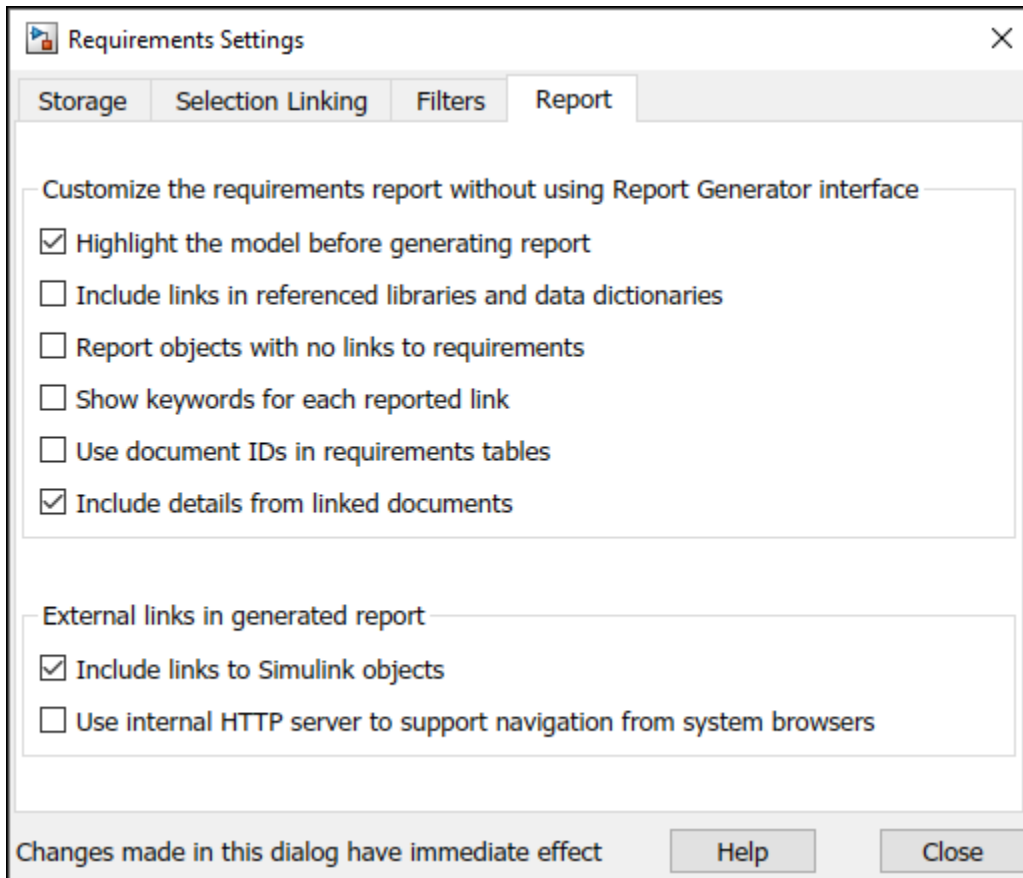 Requirements Settings
Storage Selection Linking Filters Report
Customize the requirements report without using Report Generator interface
Highlight the model before generating report
Include links in referenced libraries and data dictionaries
Report objects with no links to requirements
Show keywords for each reported link
Use document IDs in requirements tables
Include details from linked documents
External links in generated report
Include links to Simulink objects
Use internal HTTP server to support navigation from system browsers
Changes made in this dialog have immediate effect Help Close